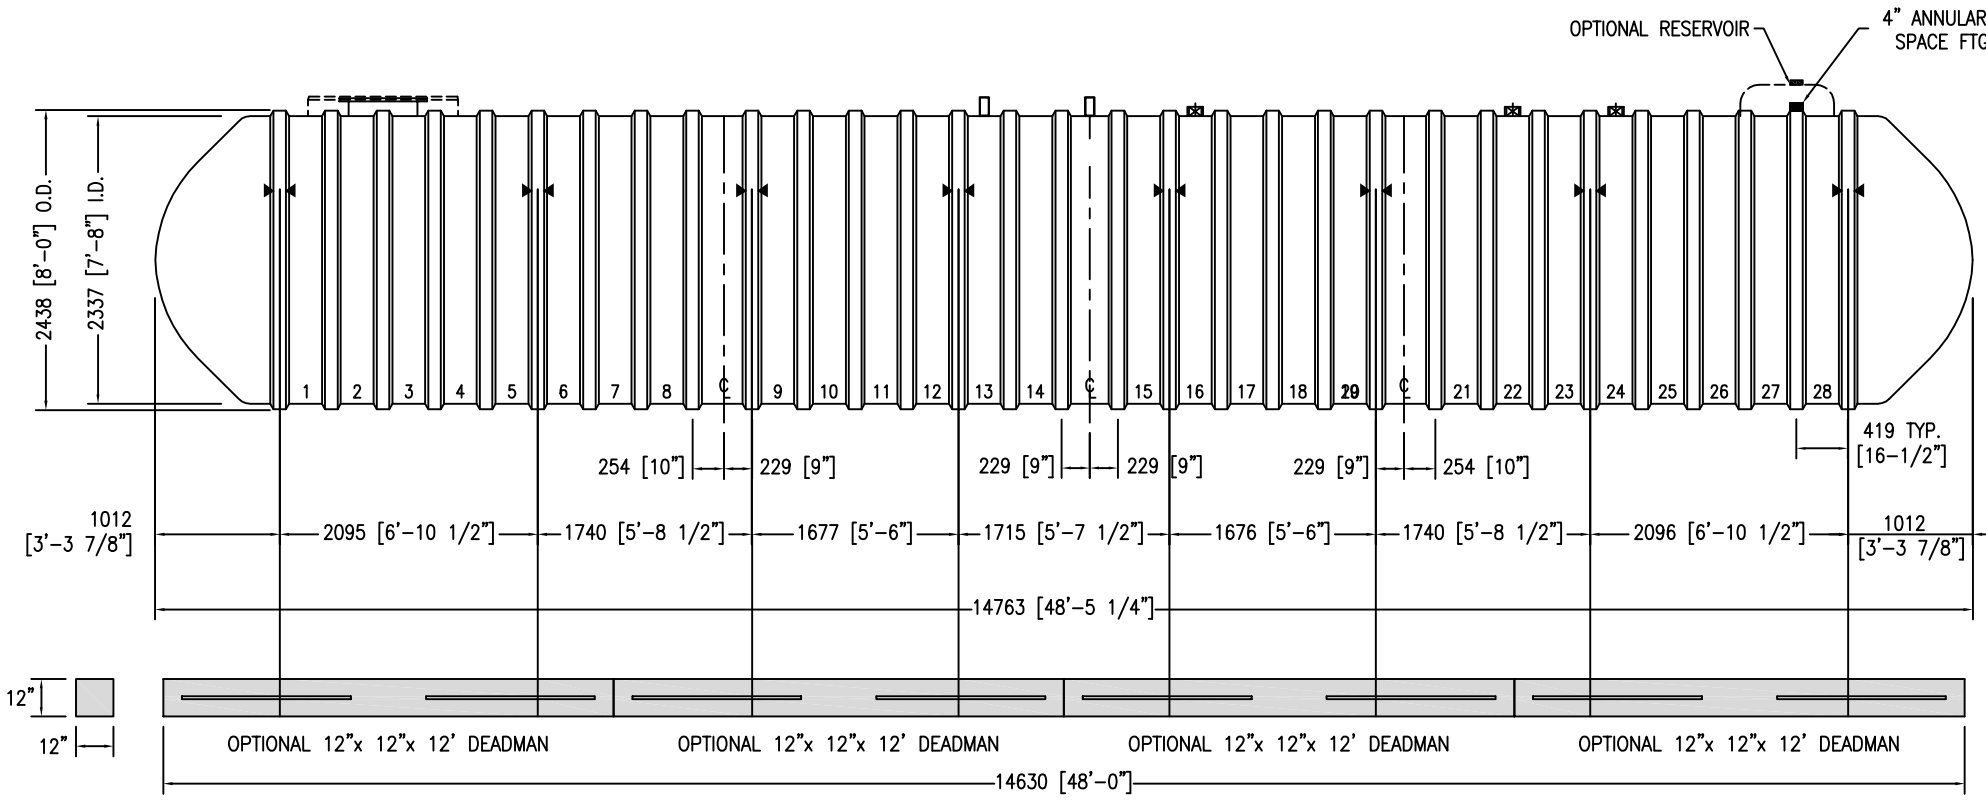 OPTIONAL RESERVOIR
4" ANNULAR
SPACE FTG
2438 [8'-0"] O.D.
2337 [7'-8"] I.D.
1 2 3 4 5 6 7 8 ℄ 9 10 11 12 13 14 ℄ 15 16 17 18 19 20 ℄ 21 22 23 24 25 26 27 28
254 [10"] 229 [9"] 229 [9"] 229 [9"] 229 [9"] 254 [10"]
419 TYP.
[16-1/2"]
1012
[3'-3 7/8"]
2095 [6'-10 1/2"] 1740 [5'-8 1/2"] 1677 [5'-6"] 1715 [5'-7 1/2"] 1676 [5'-6"] 1740 [5'-8 1/2"] 2096 [6'-10 1/2"]
1012
[3'-3 7/8"]
14763 [48'-5 1/4"]
12"
12"
OPTIONAL 12"x 12"x 12' DEADMAN OPTIONAL 12"x 12"x 12' DEADMAN OPTIONAL 12"x 12"x 12' DEADMAN OPTIONAL 12"x 12"x 12' DEADMAN
14630 [48'-0"]